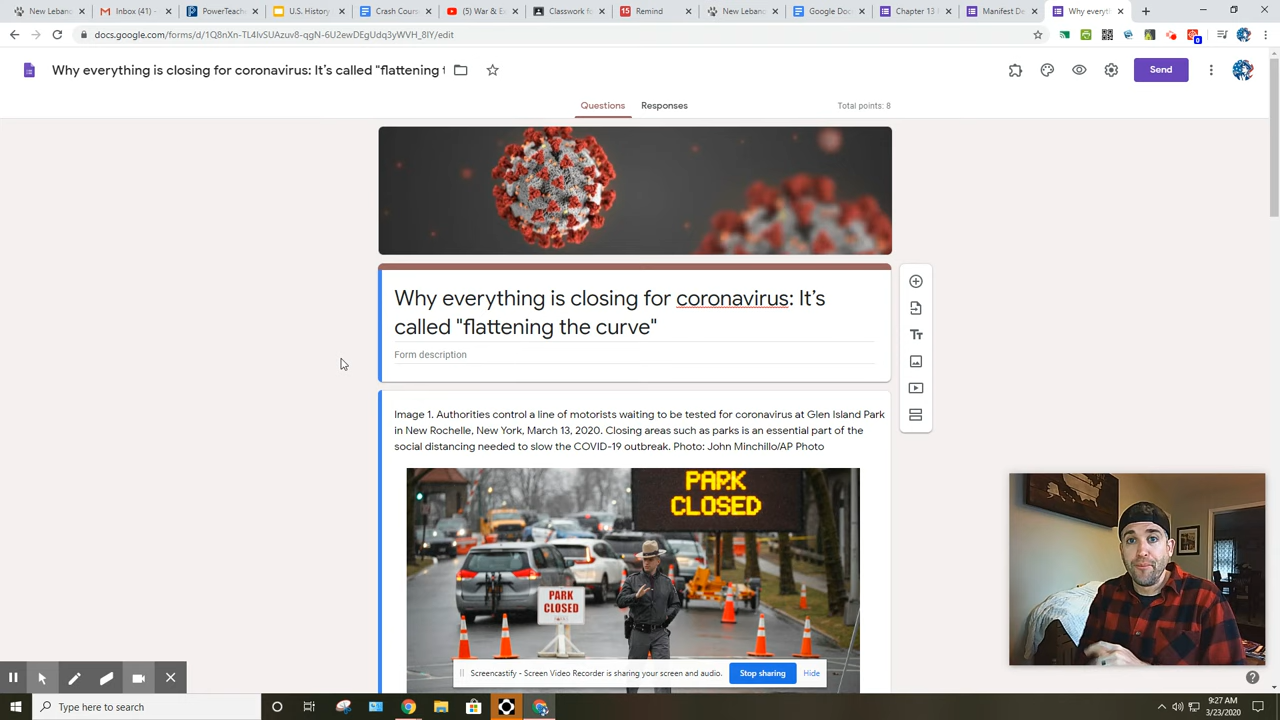 New Lebano
Inbox (41) -
PowerTeach
U.S. History
Crash Cours
(5) War & E
Classwork fo
Remind
New Leband
Google Doc
Chapter 13
Manifest De
Why everyt
docs.google.com/forms/d/1Q8nXn-TL4IvSUAzuv8-qgN-6U2ewDEgUdq3yWVH_8IY/edit
Why everything is closing for coronavirus: It's called "flattening t
Send
Questions
Responses
Total points: 8
Why everything is closing for coronavirus: It's
called "flattening the curve"
Form description
Image 1. Authorities control a line of motorists waiting to be tested for coronavirus at Glen Island Park
in New Rochelle, New York, March 13, 2020. Closing areas such as parks is an essential part of the
social distancing needed to slow the COVID-19 outbreak. Photo: John Minchillo/AP Photo
PARK
CLOSED
PARK
CLOSED
Screencastify - Screen Video Recorder is sharing your screen and audio.
Stop sharing
Hide
Type here to search
9:27 AM
3/23/2020